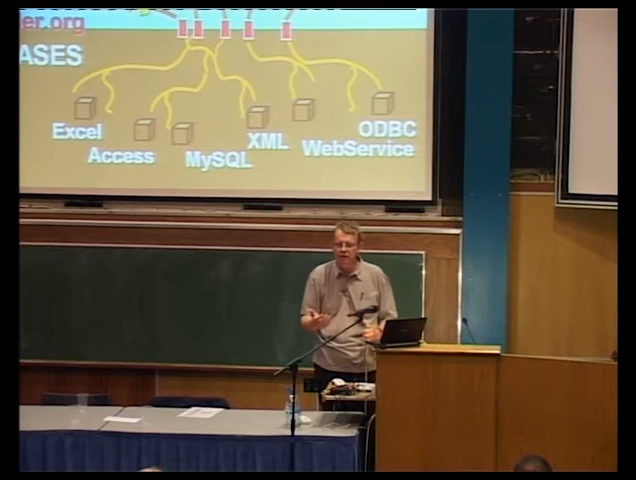 er.org
ASES
Excel
Access
MySQL
XML
WebService
ODBC